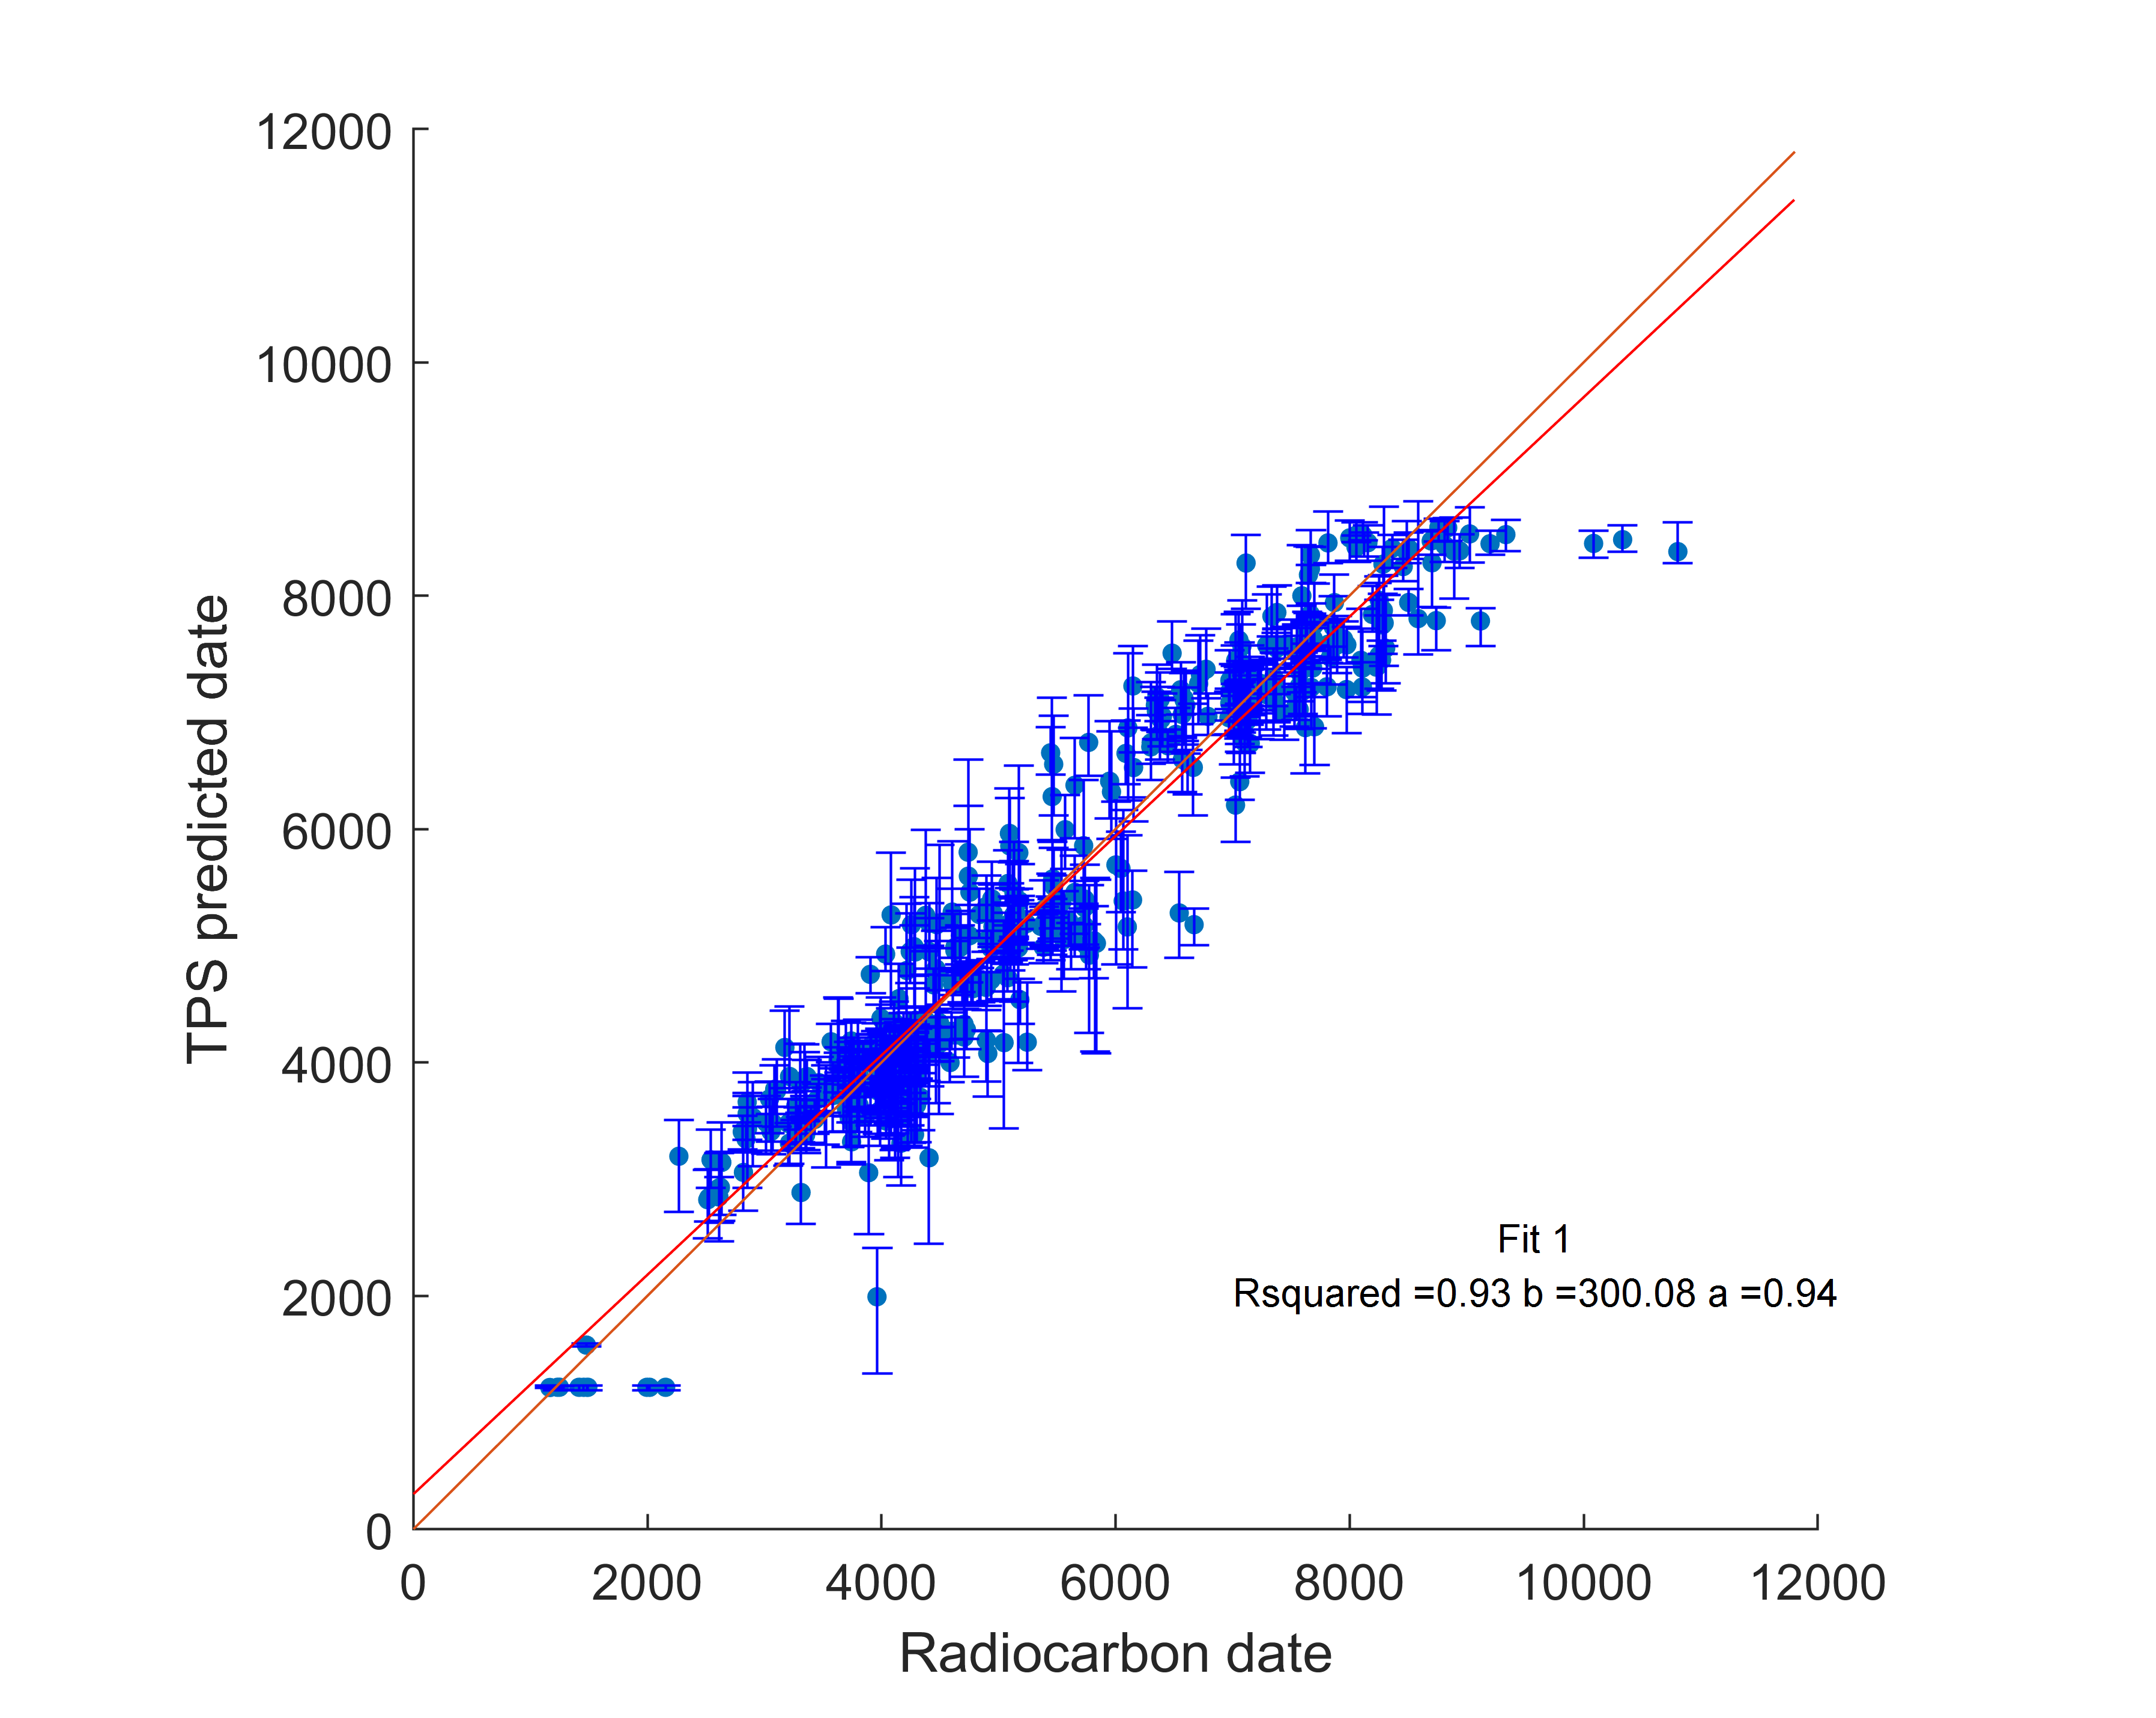 12000
10000
8000
6000
4000
2000
0
TPS predicted date
Fit 1
Rsquared =0.93 b =300.08 a =0.94
0 2000 4000 6000 8000 10000 12000
Radiocarbon date